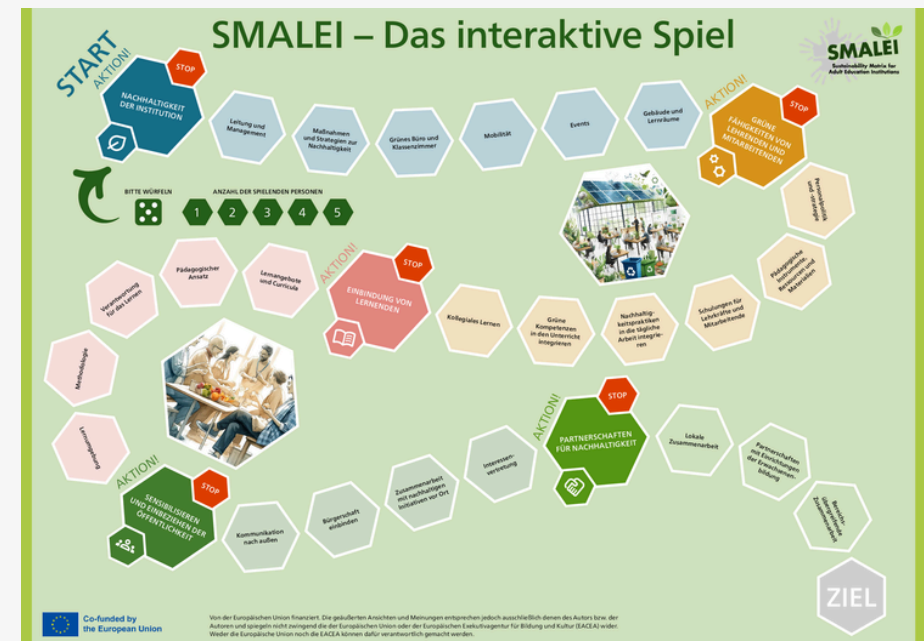 SMALEI – Das interaktive Spiel
SMALEI
Sustainability Matrix for
Adult Education Institutions
START
AKTION!
STOP
NACHHALTIGKEIT
DER INSTITUTION
Leitung und
Management
Maßnahmen
und Strategien zur
Nachhaltigkeit
Grünes Büro und
Klassenzimmer
Mobilität
Events
Gebäude und
Lernräume
AKTION!
STOP
GRÜNE
FÄHIGKEITEN VON
LEHRENDEN UND
MITARBEITENDEN
BITTE WÜRFELN
ANZAHL DER SPIELENDEN PERSONEN
1 2 3 4 5
Personalpolitik
und -strategie
Pädagogische
Instrumente,
Ressourcen und
Materialien
Schulungen für
Lehrkräfte und
Mitarbeitende
Nachhaltig-
keitspraktiken
in die tägliche
Arbeit integrie-
ren
Grüne
Kompetenzen
in den Unterricht
integrieren
Kollegiales Lernen
AKTION!
STOP
EINBINDUNG VON
LERNENDEN
Lernangebote
und Curricula
Pädagogischer
Ansatz
Verantwortung
für das Lernen
Methodologie
Lernumgebung
AKTION!
STOP
SENSIBILISIEREN
UND EINBEZIEHEN DER
ÖFFENTLICHKEIT
Kommunikation
nach außen
Bürgerschaft
einbinden
Zusammenarbeit
mit nachhaltigen
Initiativen vor Ort
Interessen-
vertretung
AKTION!
STOP
PARTNERSCHAFTEN
FÜR NACHHALTIGKEIT
Lokale
Zusammenarbeit
Partnerschaften
mit Einrichtungen
der Erwachsenen-
bildung
Bereichs-
übergreifende
Zusammenarbeit
ZIEL
Co-funded by
the European Union
Von der Europäischen Union finanziert. Die geäußerten Ansichten und Meinungen entsprechen jedoch ausschließlich denen des Autors bzw. der
Autoren und spiegeln nicht zwingend die der Europäischen Union oder der Europäischen Exekutivagentur für Bildung und Kultur (EACEA) wider.
Weder die Europäische Union noch die EACEA können dafür verantwortlich gemacht werden.